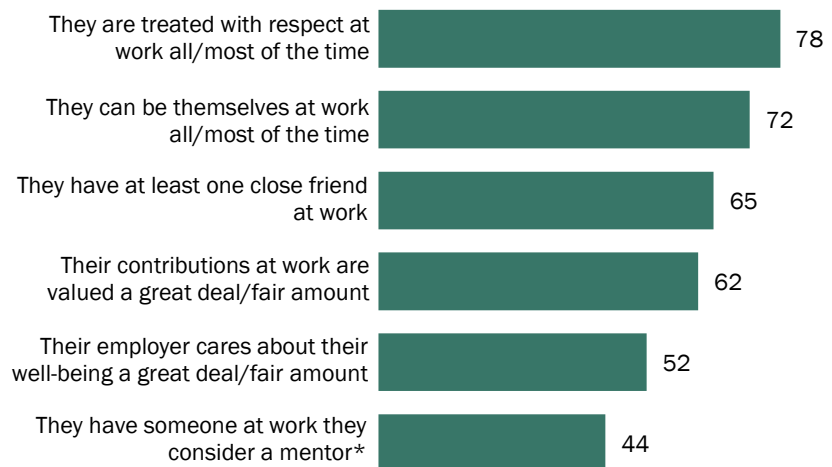 They are treated with respect at
work all/most of the time
78
They can be themselves at work
all/most of the time
72
They have at least one close friend
at work
65
Their contributions at work are
valued a great deal/fair amount
62
Their employer cares about their
well-being a great deal/fair amount
52
They have someone at work they
consider a mentor*
44